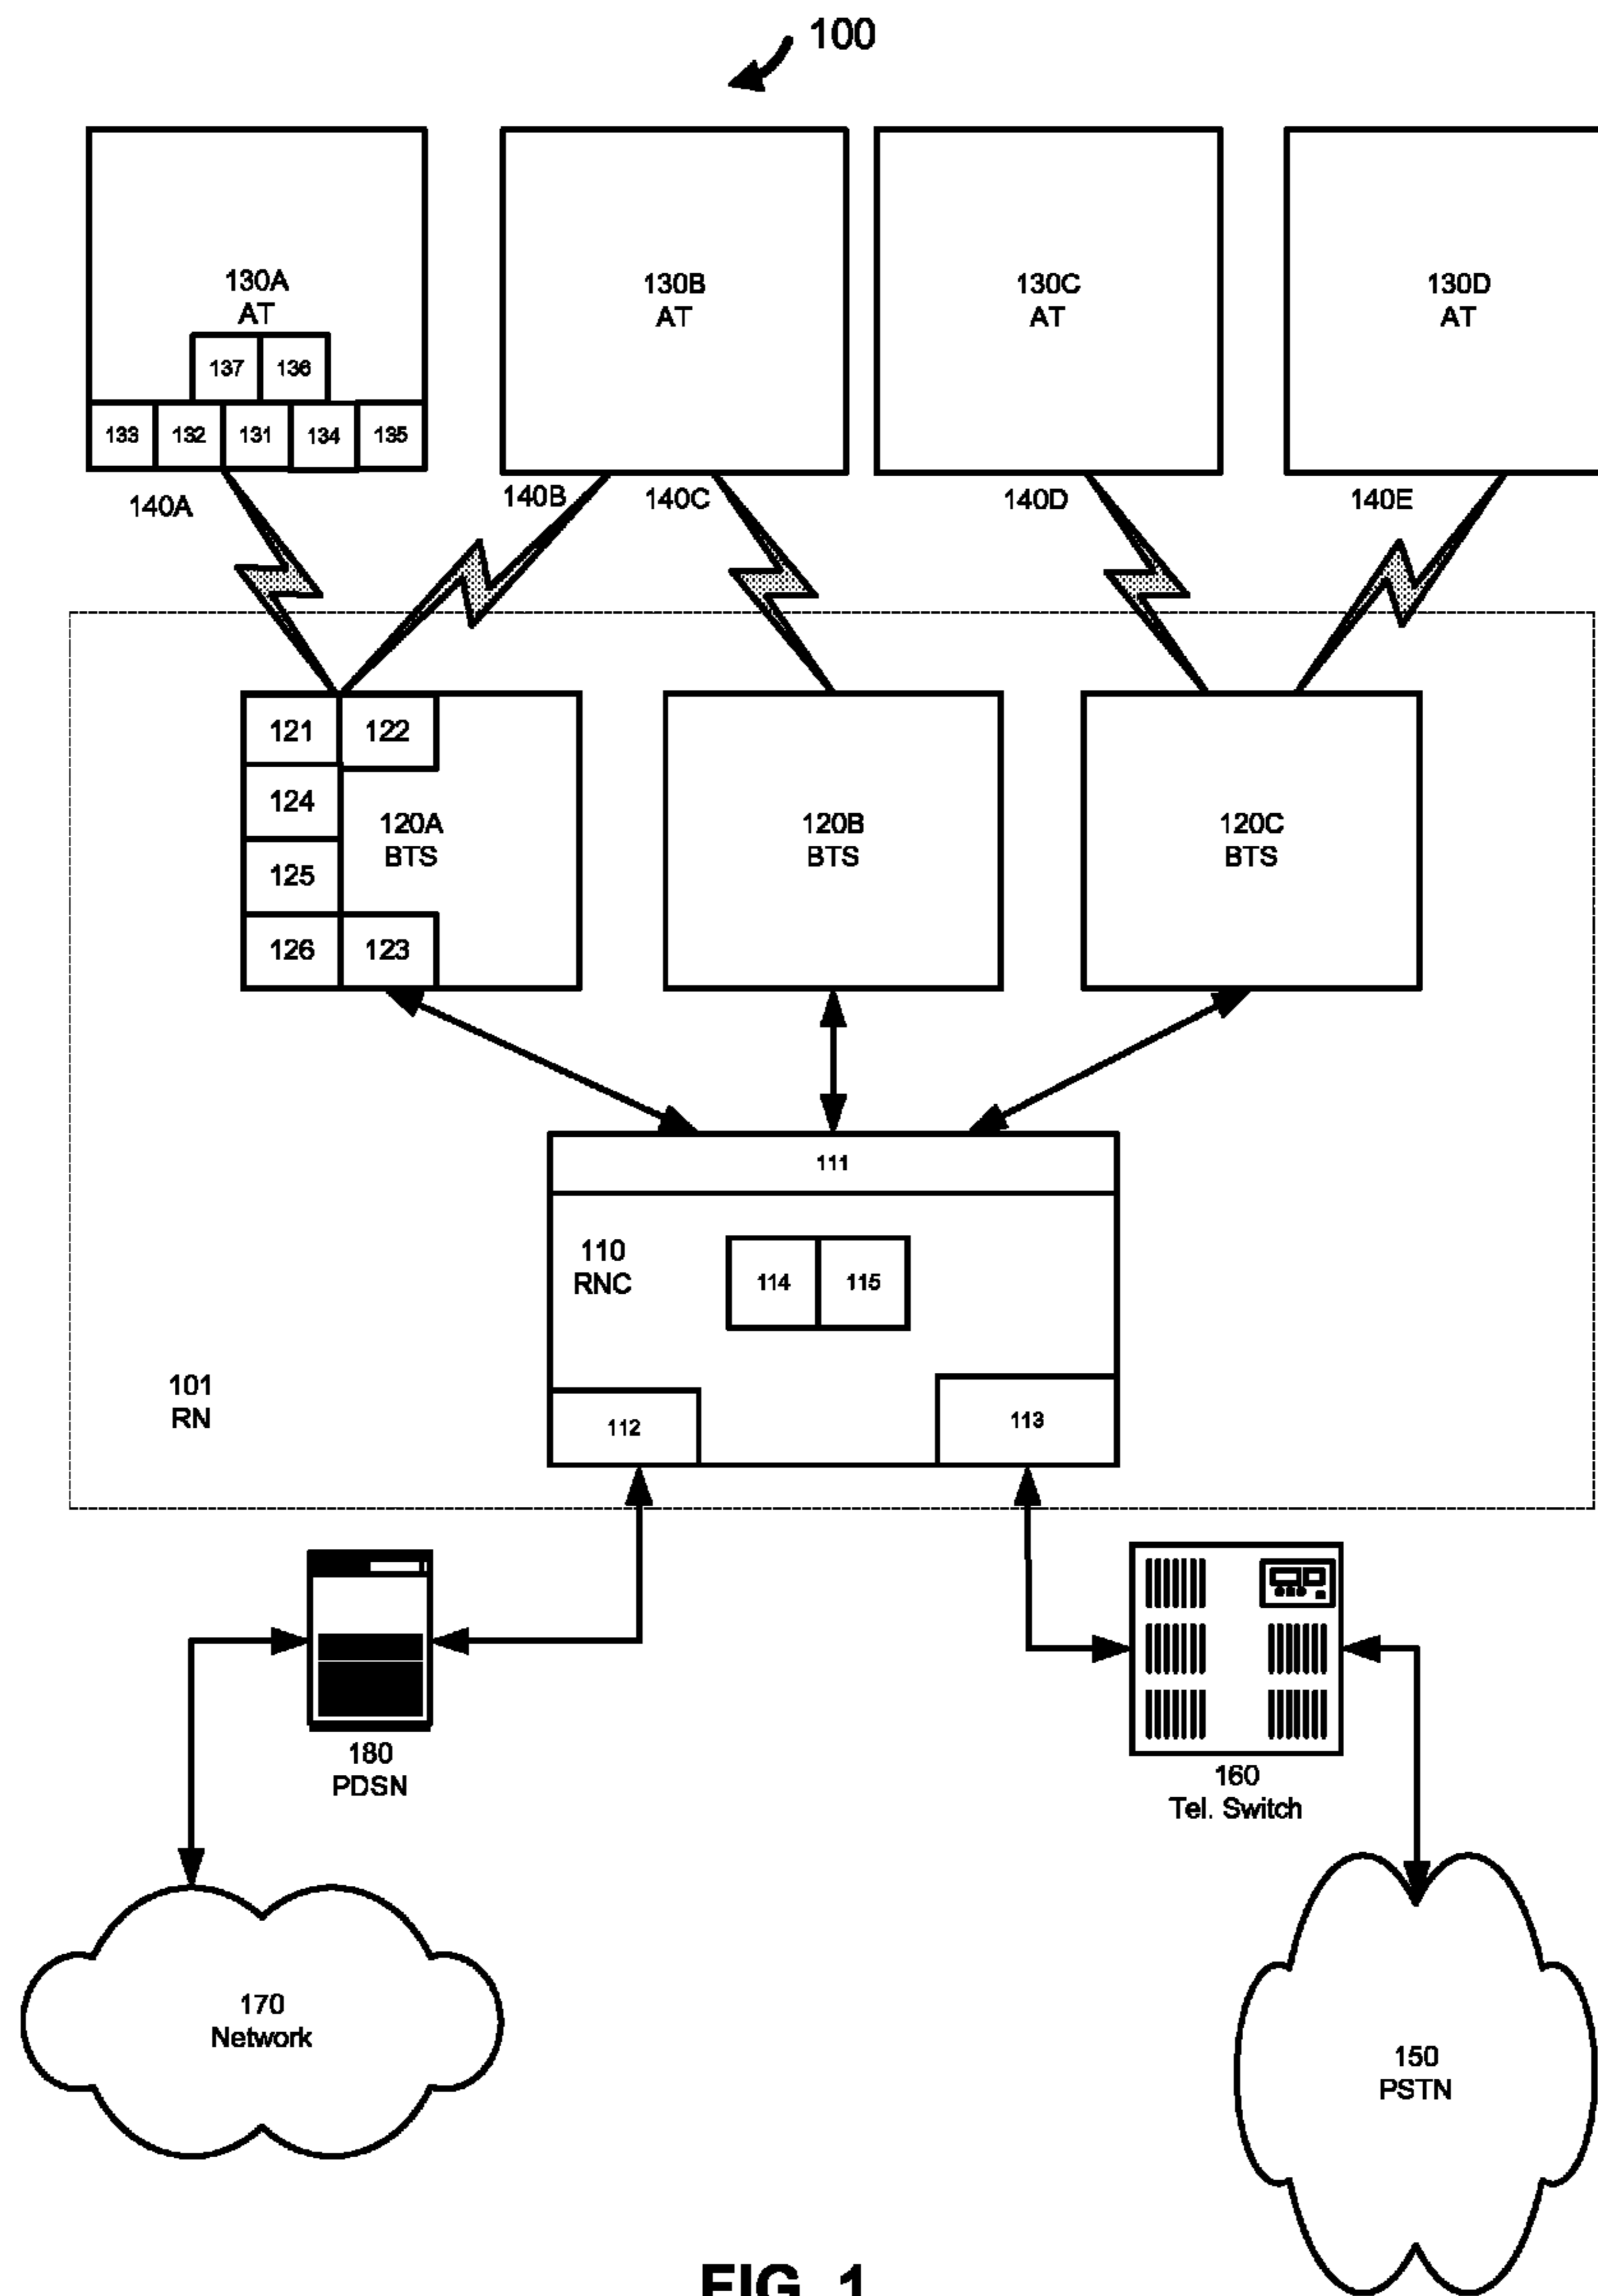 100
130A
AT
137 136
133 132 131 134 135
130B
AT
130C
AT
130D
AT
140A
140B
140C
140D
140E
121 122
124
125
126 123
120A
BTS
120B
BTS
120C
BTS
111
110
RNC
114 115
112
113
101
RN
180
PDSN
160
Tel. Switch
170
Network
150
PSTN
FIG. 1